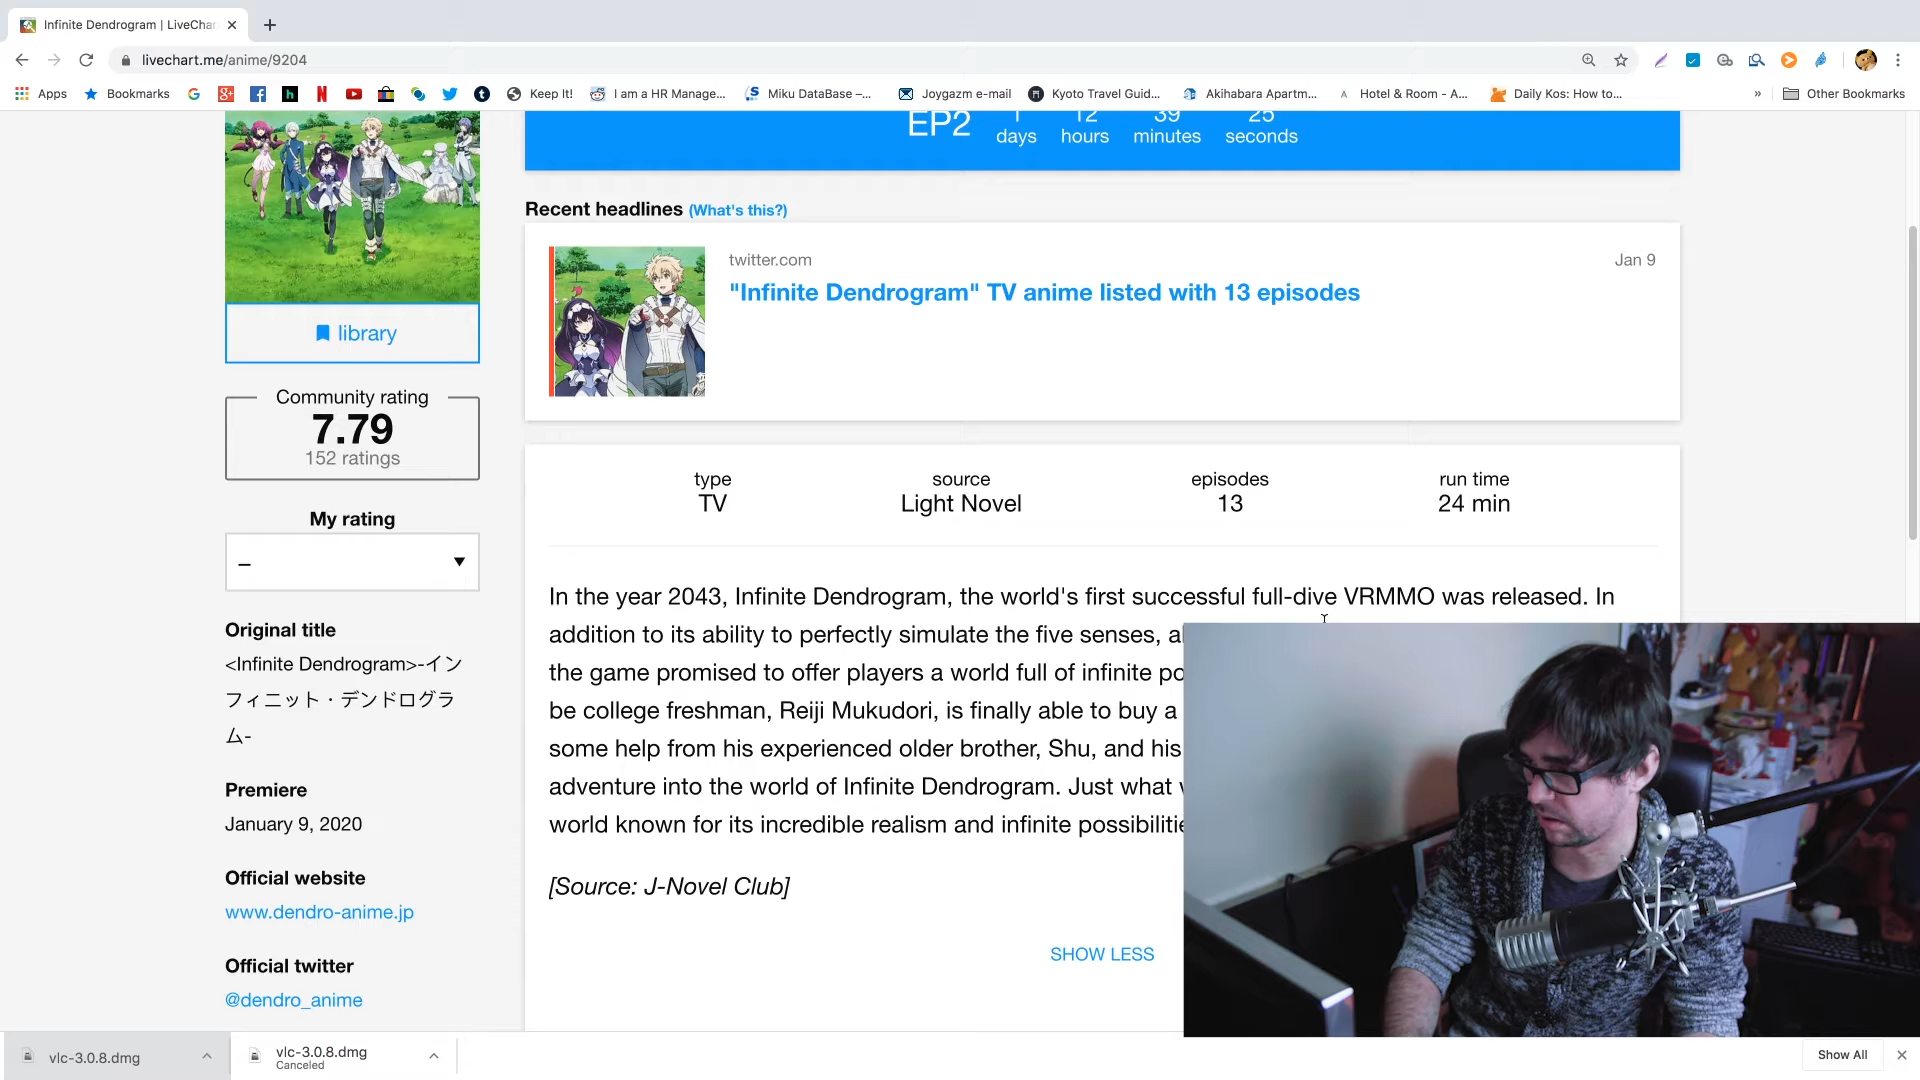 Infinite Dendrogram | LiveChar
livechart.me/anime/9204
Apps
Bookmarks
Keep It!
I am a HR Manage...
Miku DataBase –...
Joygazm e-mail
Kyoto Travel Guid...
Akihabara Apartm...
Hotel & Room - A...
Daily Kos: How to...
»
Other Bookmarks
EP2
1 12 39 25
days hours minutes seconds
Recent headlines (What's this?)
twitter.com
Jan 9
"Infinite Dendrogram" TV anime listed with 13 episodes
library
Community rating
7.79
152 ratings
My rating
–
type source episodes run time
TV Light Novel 13 24 min
In the year 2043, Infinite Dendrogram, the world's first successful full-dive VRMMO was released. In
addition to its ability to perfectly simulate the five senses, al
the game promised to offer players a world full of infinite po
be college freshman, Reiji Mukudori, is finally able to buy a
some help from his experienced older brother, Shu, and his
adventure into the world of Infinite Dendrogram. Just what
world known for its incredible realism and infinite possibilitie
[Source: J-Novel Club]
SHOW LESS
Original title
<Infinite Dendrogram>-イン
フィニット・デンドログラ
ム-
Premiere
January 9, 2020
Official website
www.dendro-anime.jp
Official twitter
@dendro_anime
vlc-3.0.8.dmg
vlc-3.0.8.dmg
Canceled
Show All